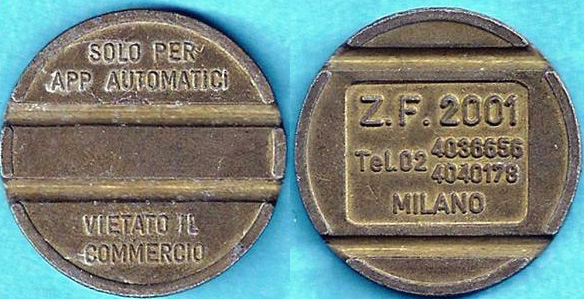 SOLO PER
APP AUTOMATICI
VIETATO IL
COMMERCIO
Z.F. 2001
Tel.02 4036656
4040178
MILANO